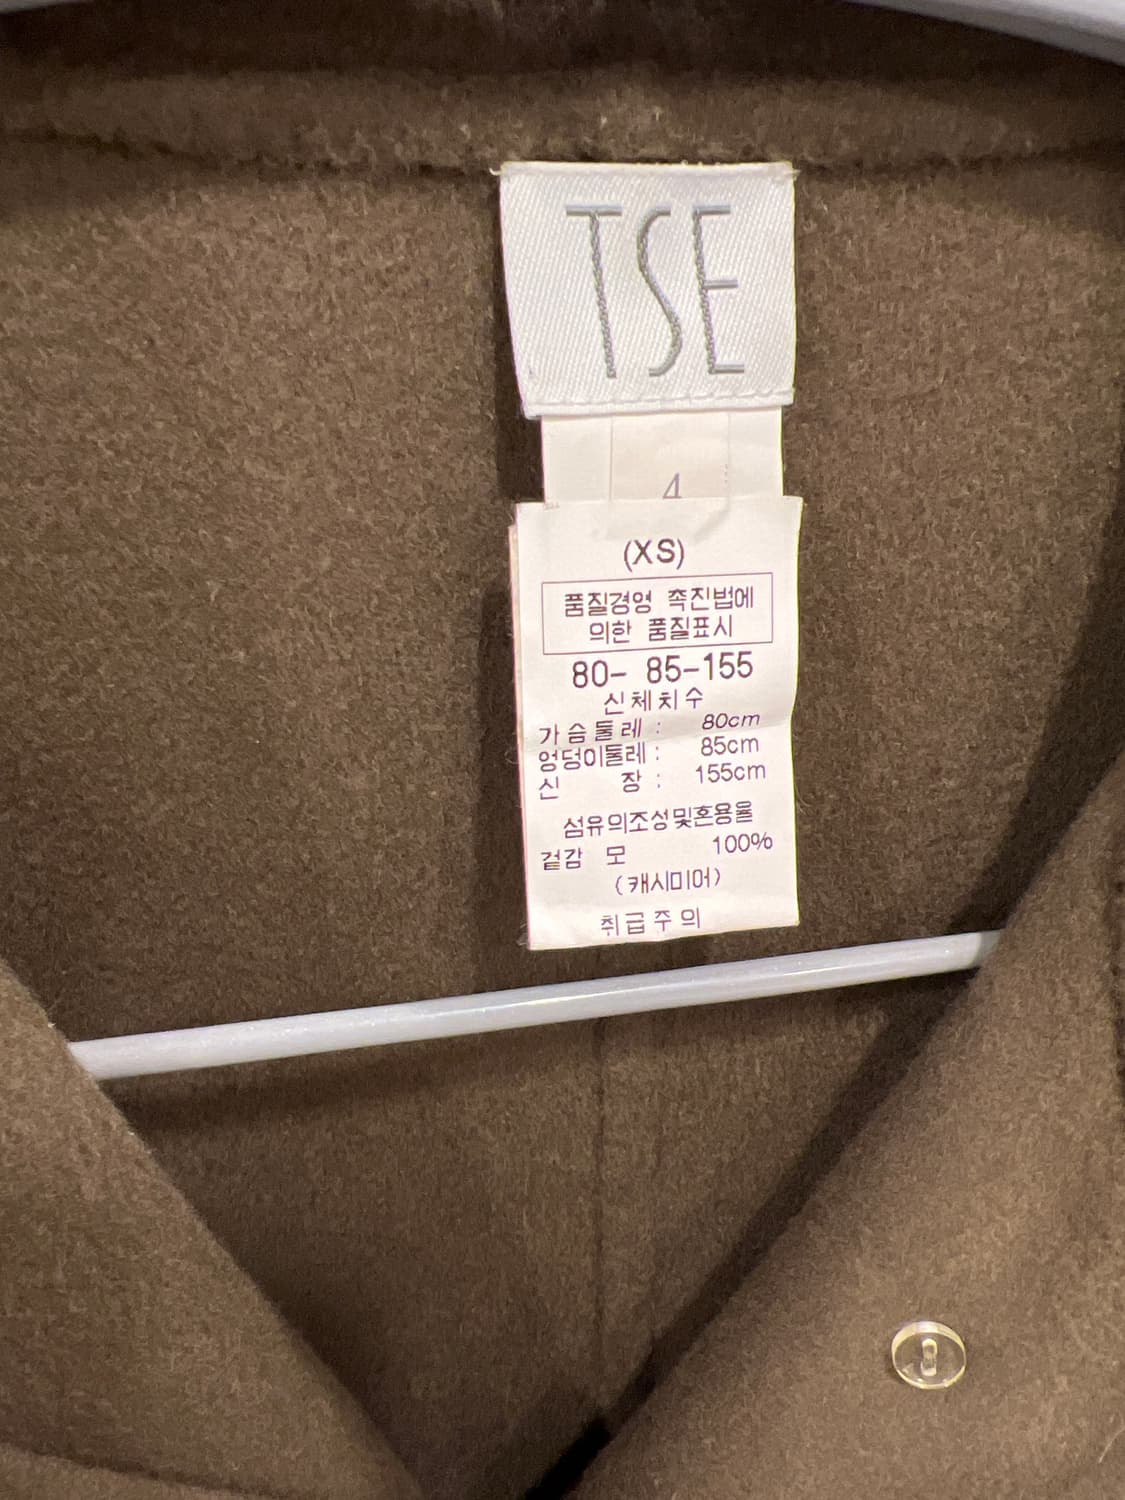 TSE
4
(XS)
품질경영 촉진법에
의한 품질표시
80- 85-155
신체치수
가슴둘레 : 80cm
엉덩이둘레 : 85cm
신 장 : 155cm
섬유의조성및혼용율
겉감 모 100%
(캐시미어)
취급주의